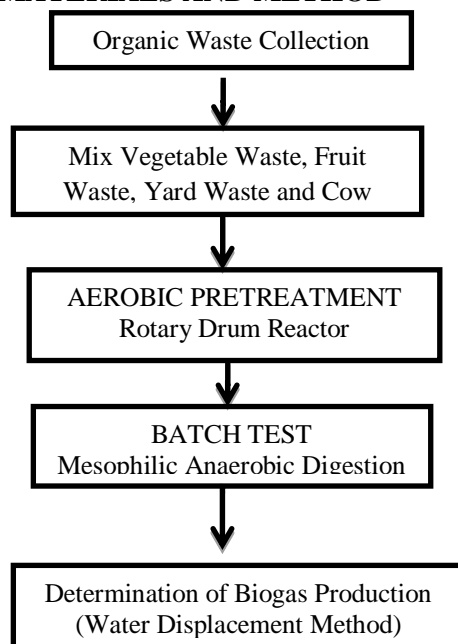 MATERIALS AND METHOD
Organic Waste Collection
Mix Vegetable Waste, Fruit
Waste, Yard Waste and Cow
AEROBIC PRETREATMENT
Rotary Drum Reactor
BATCH TEST
Mesophilic Anaerobic Digestion
Determination of Biogas Production
(Water Displacement Method)